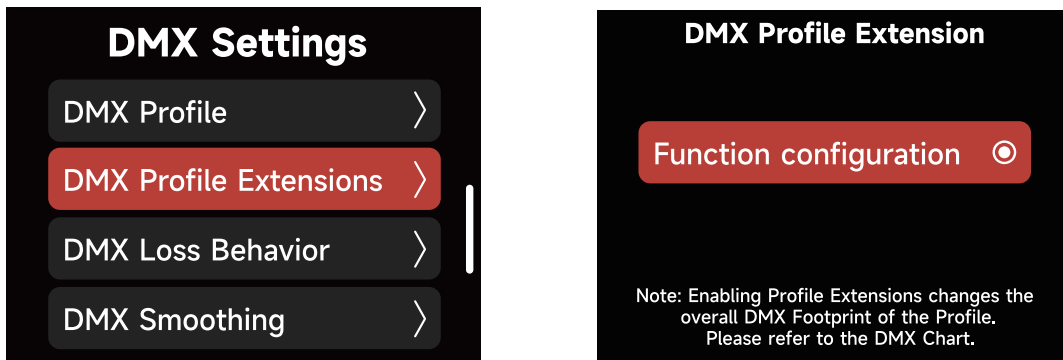 DMX Settings
DMX Profile
DMX Profile Extensions
DMX Loss Behavior
DMX Smoothing
DMX Profile Extension
Function configuration
Note: Enabling Profile Extensions changes the
overall DMX Footprint of the Profile.
Please refer to the DMX Chart.